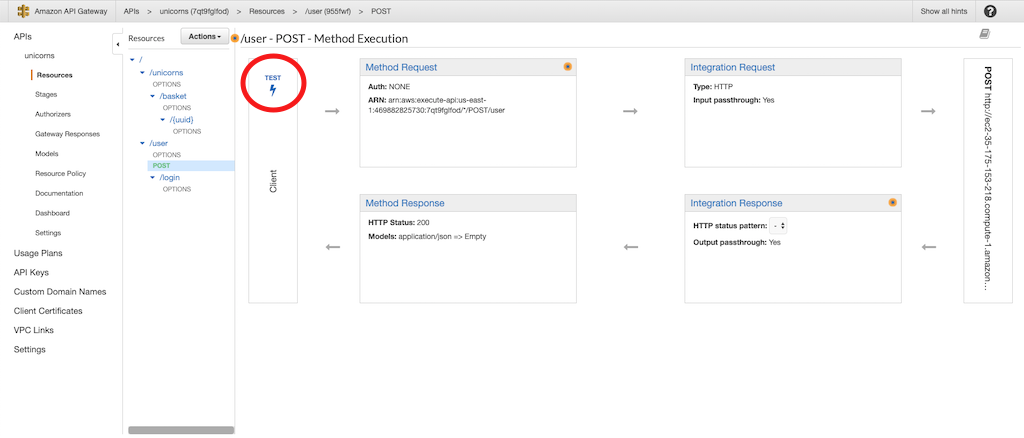 Amazon API Gateway APIs > unicorns (7qt9fglfod) > Resources > /user (955fwf) > POST Show all hints ?
APIs
unicorns
Resources
Stages
Authorizers
Gateway Responses
Models
Resource Policy
Documentation
Dashboard
Settings
Usage Plans
API Keys
Custom Domain Names
Client Certificates
VPC Links
Settings
Resources Actions
/
/unicorns
OPTIONS
/basket
OPTIONS
/{uuid}
OPTIONS
/user
OPTIONS
POST
/login
OPTIONS
/user - POST - Method Execution
TEST
Client
Method Request
Auth: NONE
ARN: arn:aws:execute-api:us-east-
1:469882825730:7qt9fglfod/*/POST/user
Integration Request
Type: HTTP
Input passthrough: Yes
POST http://ec2-35-175-153-218.compute-1.amazon...
Method Response
HTTP Status: 200
Models: application/json => Empty
Integration Response
HTTP status pattern: -
Output passthrough: Yes